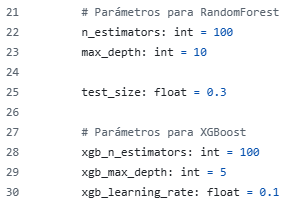 21 # Parámetros para RandomForest
22 n_estimators: int = 100
23 max_depth: int = 10
24
25 test_size: float = 0.3
26
27 # Parámetros para XGBoost
28 xgb_n_estimators: int = 100
29 xgb_max_depth: int = 5
30 xgb_learning_rate: float = 0.1